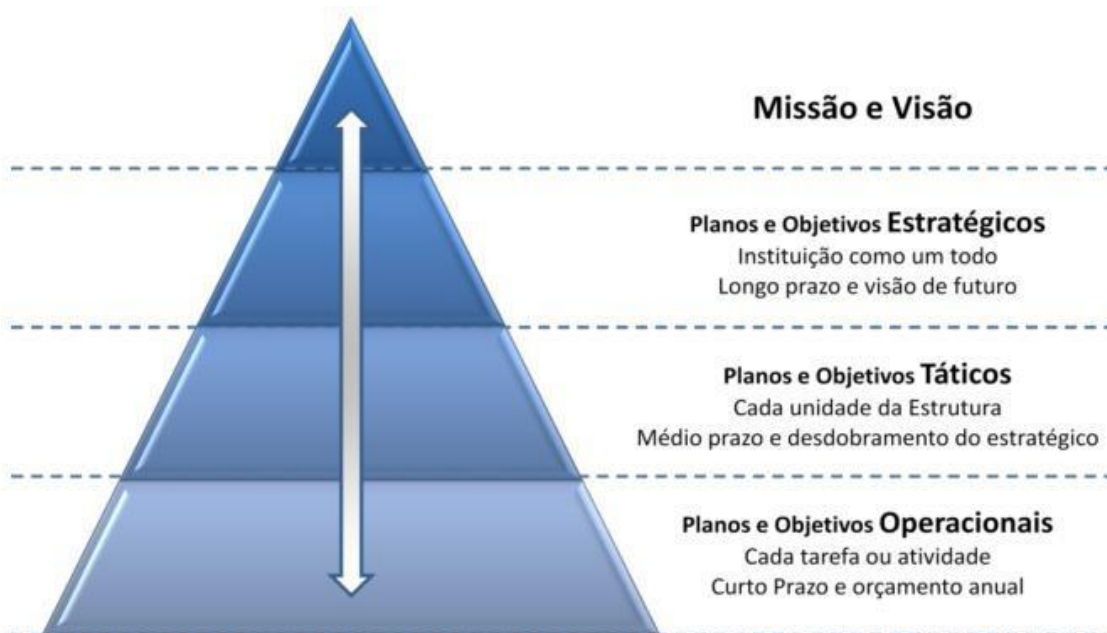 Missão e Visão
Planos e Objetivos Estratégicos
Instituição como um todo
Longo prazo e visão de futuro
Planos e Objetivos Táticos
Cada unidade da Estrutura
Médio prazo e desdobramento do estratégico
Planos e Objetivos Operacionais
Cada tarefa ou atividade
Curto Prazo e orçamento anual